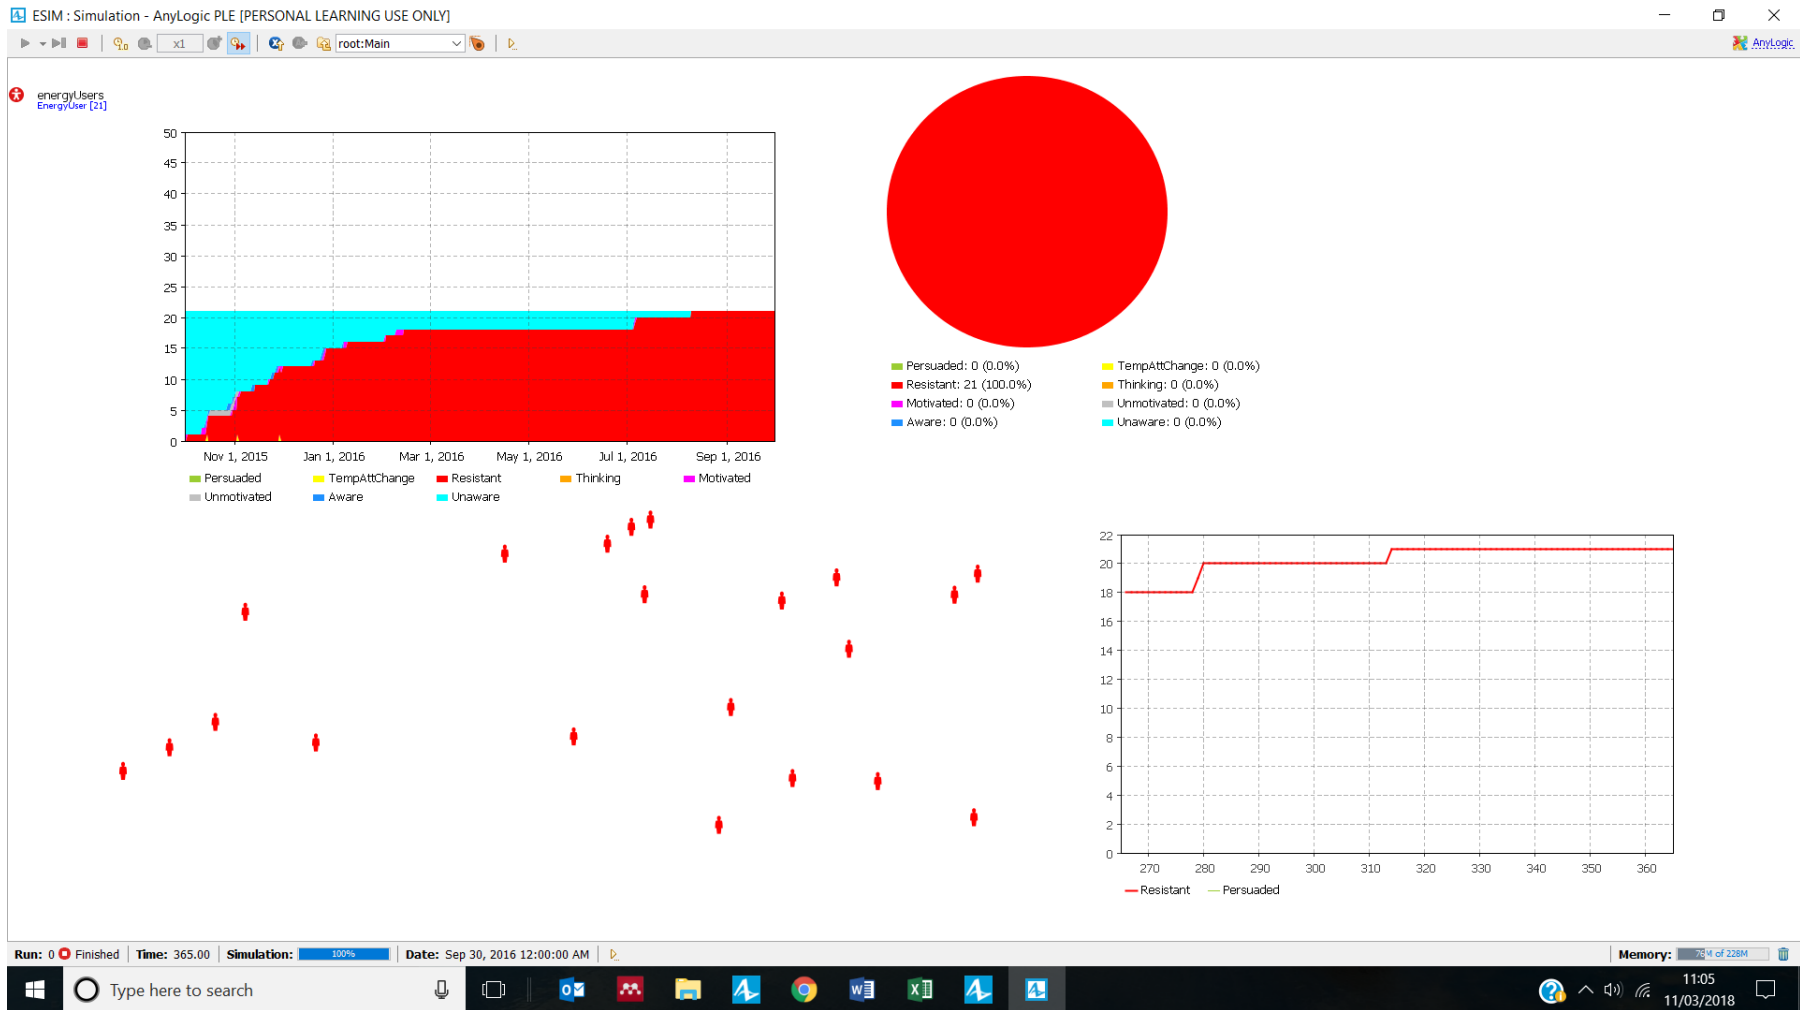 ESIM : Simulation - AnyLogic PLE [PERSONAL LEARNING USE ONLY]
x1
root:Main
AnyLogic
energyUsers
EnergyUser [21]
50
45
40
35
30
25
20
15
10
5
0
Nov 1, 2015 Jan 1, 2016 Mar 1, 2016 May 1, 2016 Jul 1, 2016 Sep 1, 2016
Persuaded TempAttChange Resistant Thinking Motivated
Unmotivated Aware Unaware
Persuaded: 0 (0.0%) TempAttChange: 0 (0.0%)
Resistant: 21 (100.0%) Thinking: 0 (0.0%)
Motivated: 0 (0.0%) Unmotivated: 0 (0.0%)
Aware: 0 (0.0%) Unaware: 0 (0.0%)
22
20
18
16
14
12
10
8
6
4
2
0
270 280 290 300 310 320 330 340 350 360
Resistant Persuaded
Run: 0 Finished Time: 365.00 Simulation: 100% Date: Sep 30, 2016 12:00:00 AM Memory: 76M of 228M
Type here to search
11:05
11/03/2018